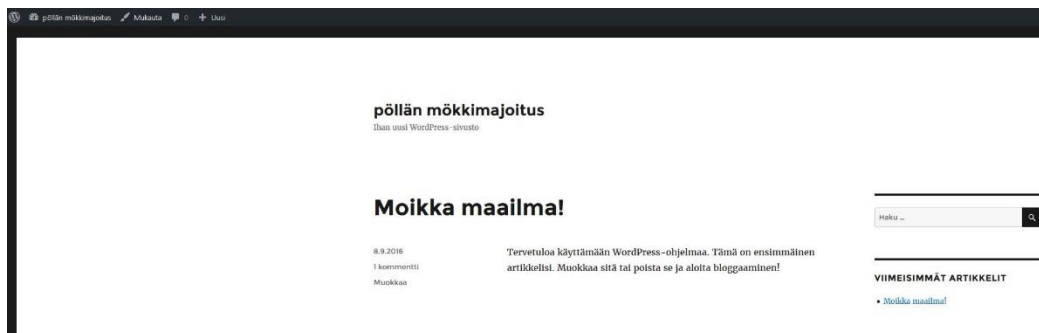 pöllän mökkimajoitus Mukauta 0 Uusi
pöllän mökkimajoitus
Ihan uusi WordPress-sivusto
Moikka maailma!
8.9.2016
1 kommentti
Muokkaa
Tervetuloa käyttämään WordPress-ohjelmaa. Tämä on ensimmäinen
artikkelisi. Muokkaa sitä tai poista se ja aloita bloggaaminen!
Haku ...
VIIMEISIMMÄT ARTIKKELIT
• Moikka maailma!